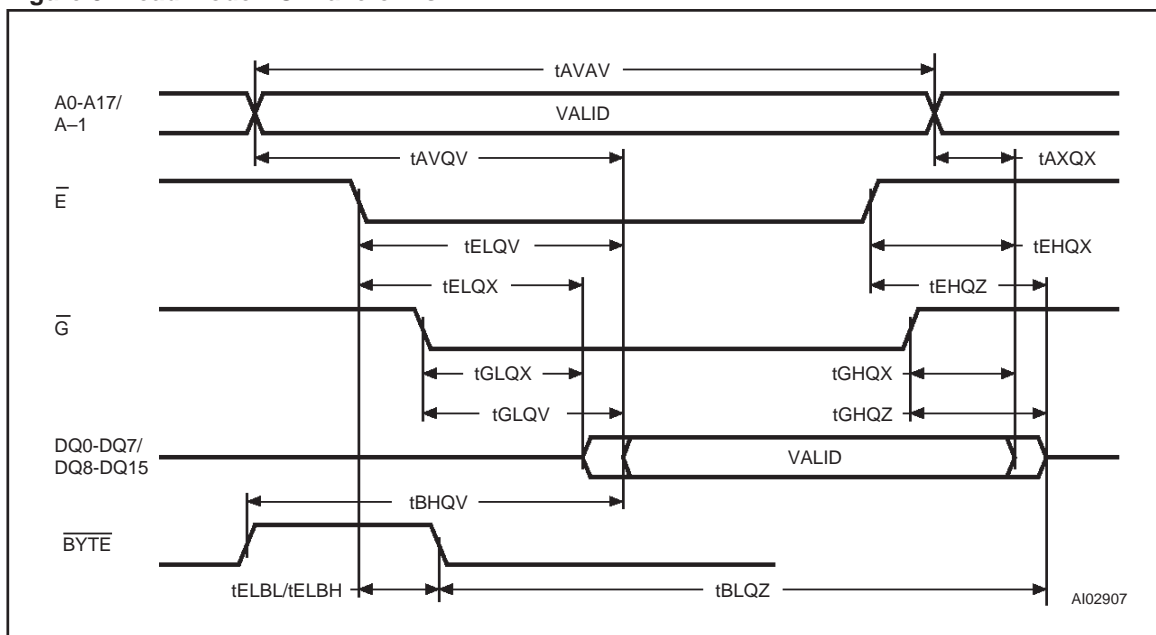 tAVAV
A0-A17/
A–1
VALID
tAVQV
tAXQX
E
tELQV
tEHQX
tELQX
tEHQZ
G
tGLQX
tGHQX
tGLQV
tGHQZ
DQ0-DQ7/
DQ8-DQ15
VALID
tBHQV
BYTE
tELBL/tELBH
tBLQZ
AI02907